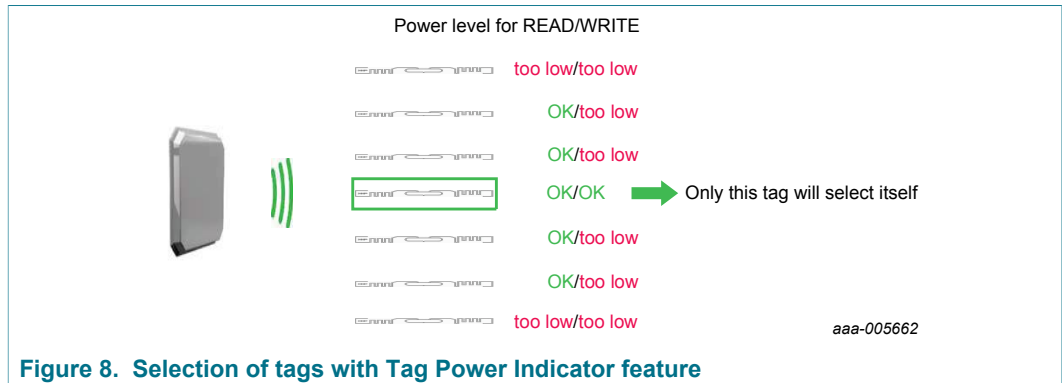 Power level for READ/WRITE
too low/too low
OK/too low
OK/too low
OK/OK Only this tag will select itself
OK/too low
OK/too low
too low/too low
aaa-005662
Figure 8. Selection of tags with Tag Power Indicator feature